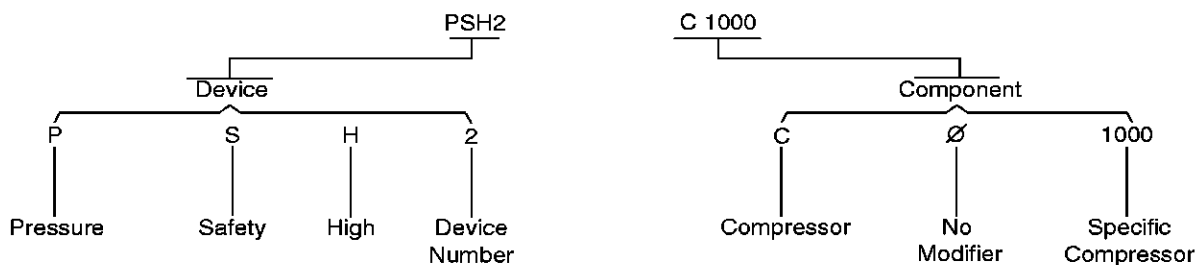 PSH2 C 1000
Device Component
P S H 2 C Ø 1000
Pressure Safety High Device Number Compressor No Modifier Specific Compressor